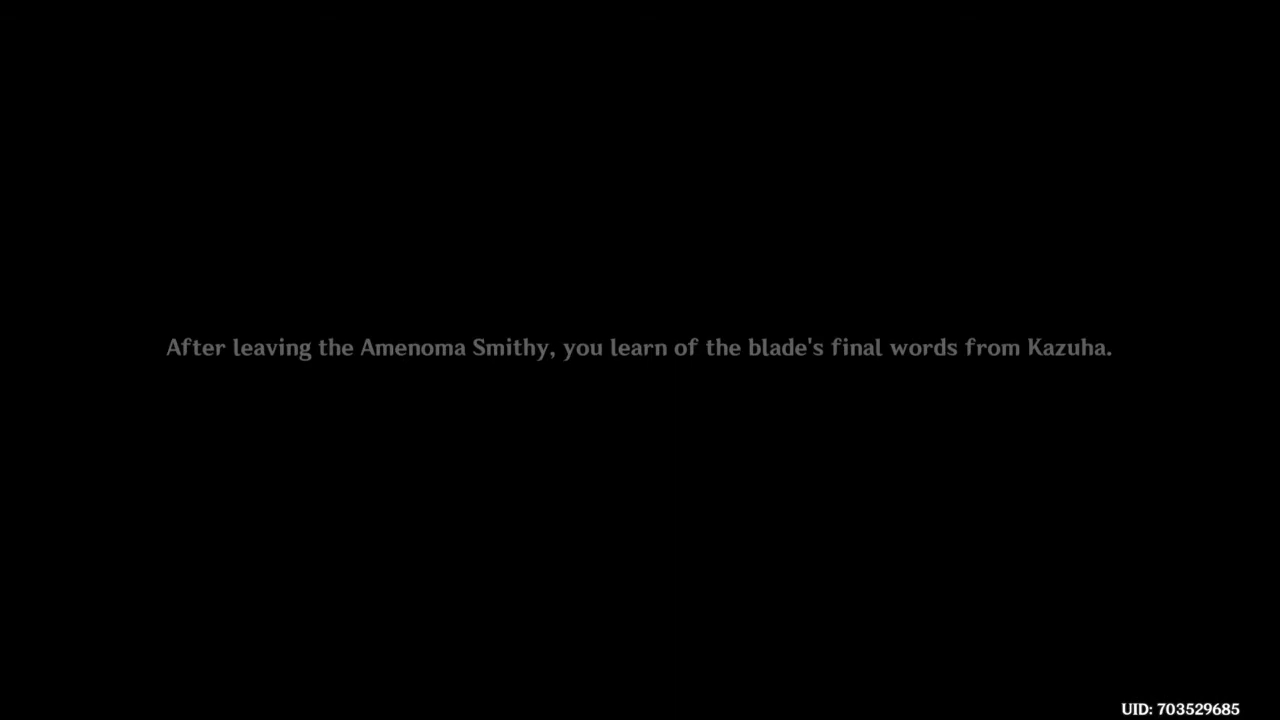 After leaving the Amenoma Smithy, you learn of the blade's final words from Kazuha.
UID: 703529685